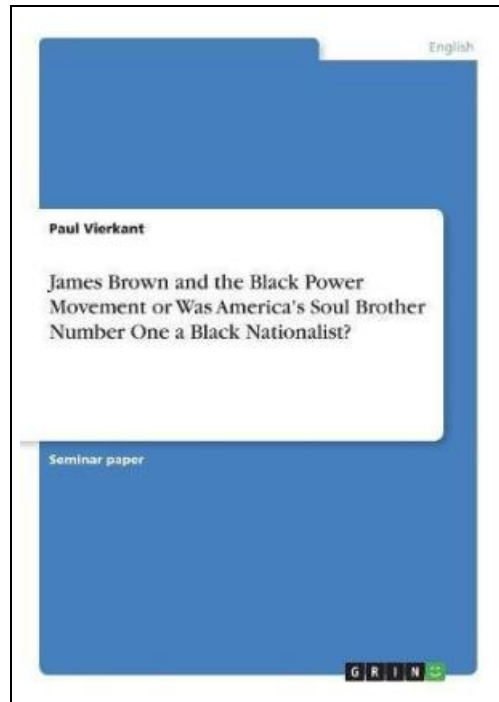 English
Paul Vierkant
James Brown and the Black Power
Movement or Was America's Soul Brother
Number One a Black Nationalist?
Seminar paper
GRIN